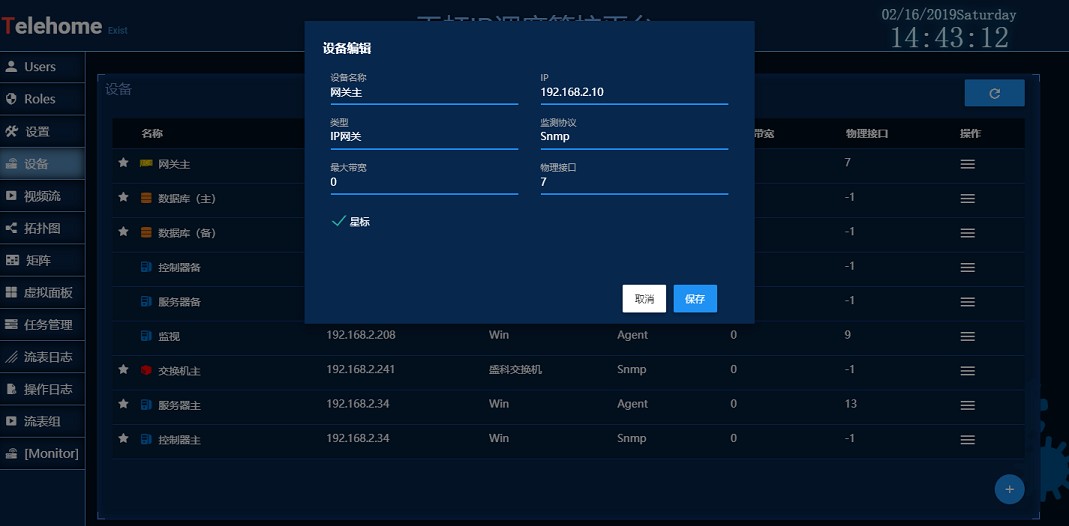 Telehome Exist
02/16/2019Saturday
14:43:12
Users
Roles
设置
设备
视频流
拓扑图
矩阵
虚拟面板
任务管理
流表日志
操作日志
流表组
[Monitor]
设备
设备编辑
设备名称 IP
网关主 192.168.2.10
类型 监测协议
IP网关 Snmp
最大带宽 物理接口
0 7
星标
取消 保存
名称 带宽 物理接口 操作
网关主 7
数据库（主） -1
数据库（备） -1
控制器备 -1
服务器备 -1
监视 192.168.2.208 Win Agent 0 9
交换机主 192.168.2.241 盛科交换机 Snmp 0 -1
服务器主 192.168.2.34 Win Agent 0 13
控制器主 192.168.2.34 Win Snmp 0 -1